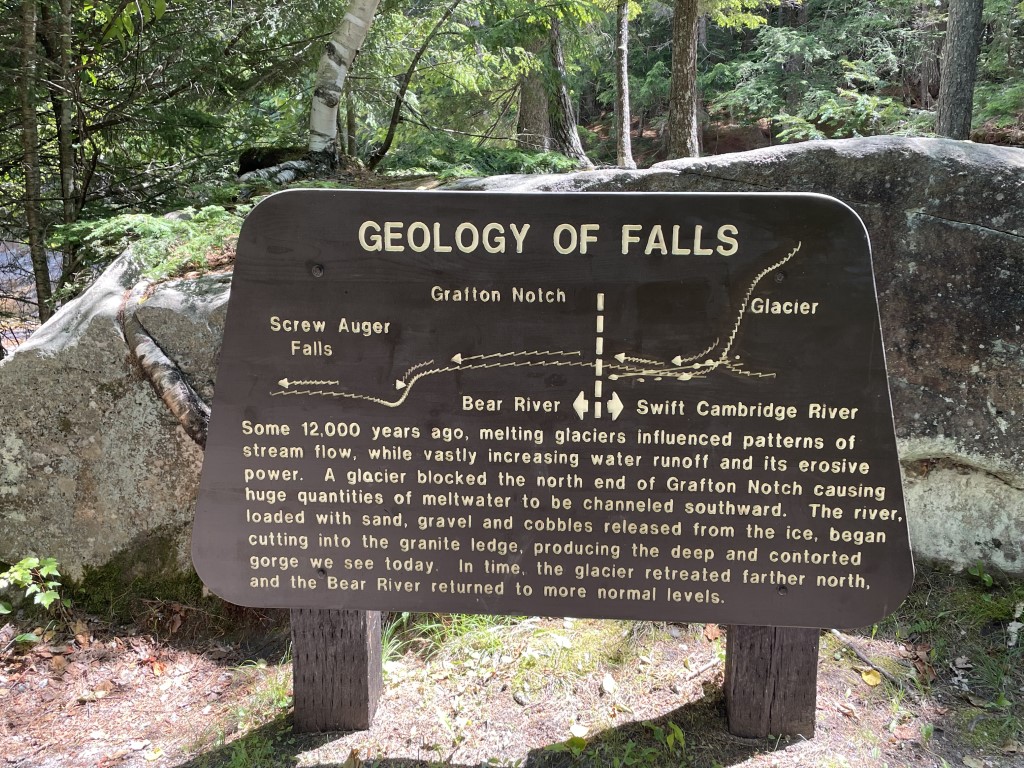 GEOLOGY OF FALLS
Grafton Notch
Glacier
Screw Auger
Falls
Bear River
Swift Cambridge River
Some 12,000 years ago, melting glaciers influenced patterns of
stream flow, while vastly increasing water runoff and its erosive
power. A glacier blocked the north end of Grafton Notch causing
huge quantities of meltwater to be channeled southward. The river,
loaded with sand, gravel and cobbles released from the ice, began
cutting into the granite ledge, producing the deep and contorted
gorge we see today. In time, the glacier retreated farther north,
and the Bear River returned to more normal levels.